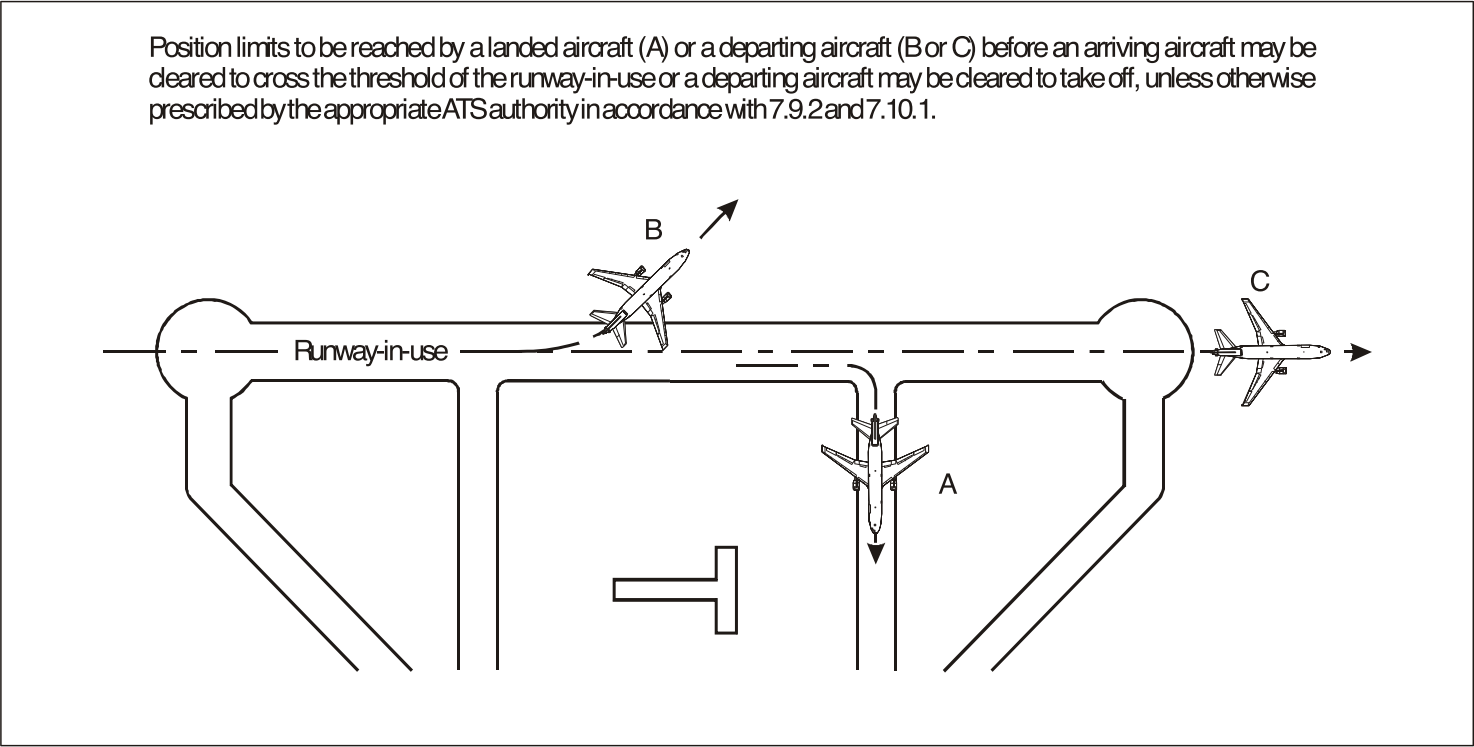 Position limits to be reached by a landed aircraft (A) or a departing aircraft (B or C) before an arriving aircraft may be
cleared to cross the threshold of the runway-in-use or a departing aircraft may be cleared to take off, unless otherwise
prescribed by the appropriate ATS authority in accordance with 7.9.2 and 7.10.1.
B
C
Runway-in-use
A